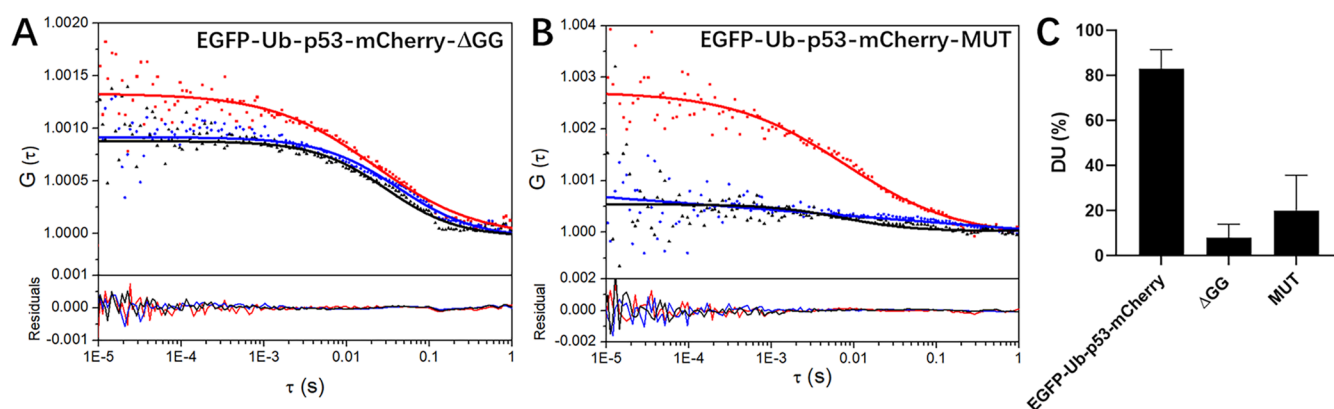 A
EGFP-Ub-p53-mCherry-ΔGG
1.0020
1.0015
1.0010
1.0005
1.0000
G (τ)
0.001
0.000
-0.001
Residuals
1E-5
1E-4
1E-3
0.01
0.1
1
τ (s)
B
EGFP-Ub-p53-mCherry-MUT
1.004
1.003
1.002
1.001
1.000
G (τ)
0.002
0.000
-0.002
Residual
1E-5
1E-4
1E-3
0.01
0.1
1
τ (s)
C
100
80
60
40
20
0
DU (%)
EGFP-Ub-p53-mCherry
ΔGG
MUT